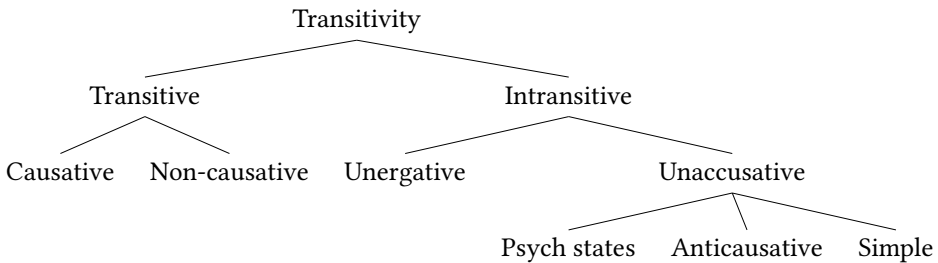 Transitivity
Transitive Intransitive
Causative Non-causative Unergative Unaccusative
Psych states Anticausative Simple